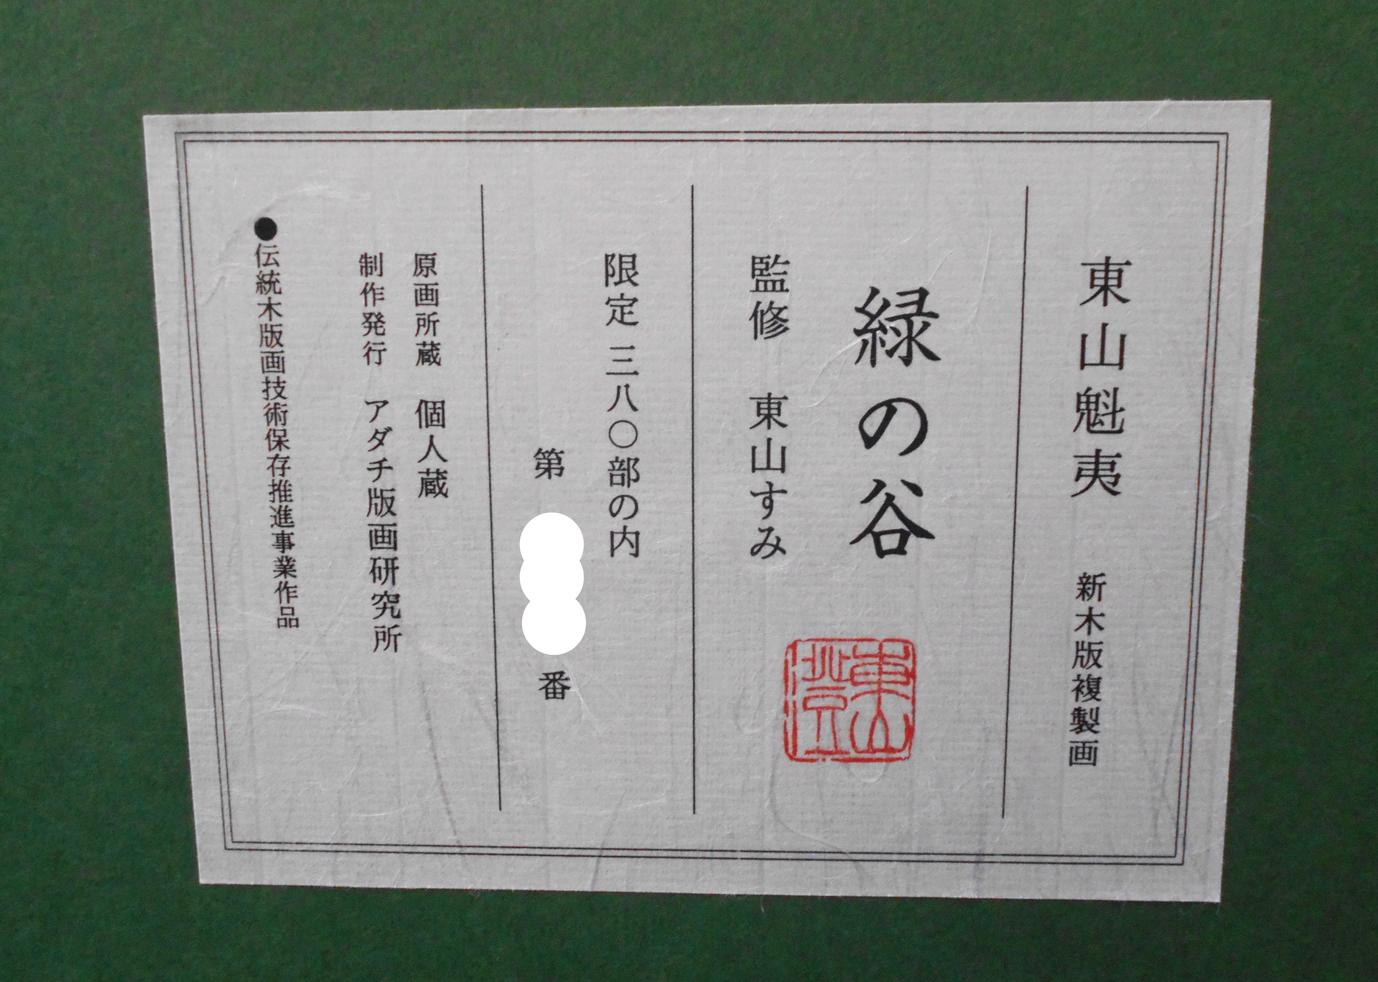 東山魁夷 新木版複製画
緑の谷
監修 東山すみ
東山
澄
限定 三八〇部の内
第 番
原画所蔵 個人蔵
制作発行 アダチ版画研究所
●伝統木版画技術保存推進事業作品